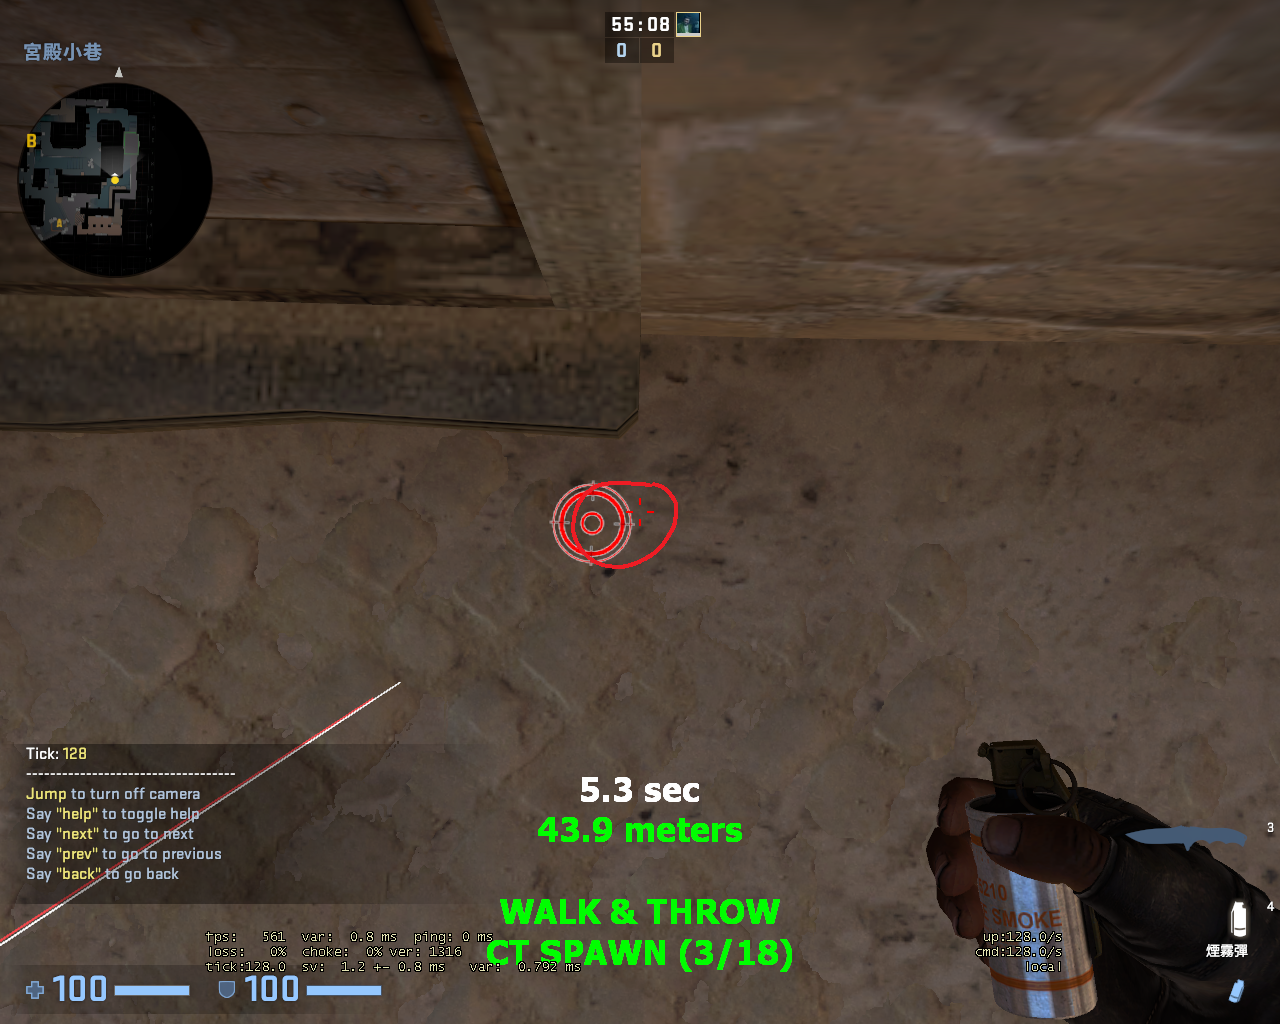 55:08
0 0
宮殿小巷
B
A
Tick: 128
-----------------------------------
Jump to turn off camera
Say "help" to toggle help
Say "next" to go to next
Say "prev" to go to previous
Say "back" to go back
5.3 sec
43.9 meters
WALK & THROW
CT SPAWN (3/18)
fps: 561 var: 0.8 ms ping: 0 ms
loss: 0% choke: 0% ver: 1316
tick:128.0 sv: 1.2 +- 0.8 ms var: 0.792 ms
up:128.0/s
cmd:128.0/s
local
100 100
3
4
煙霧彈
SMOKE